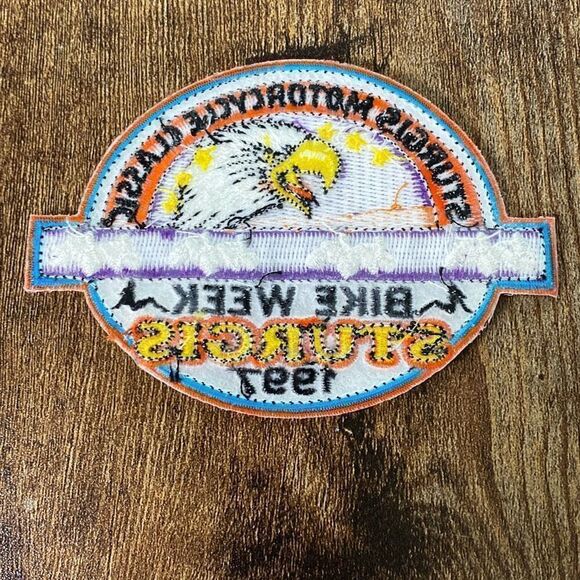 STURGIS MOTORCYCLE CLASSIC
BIKE WEEK
STURGIS
1997